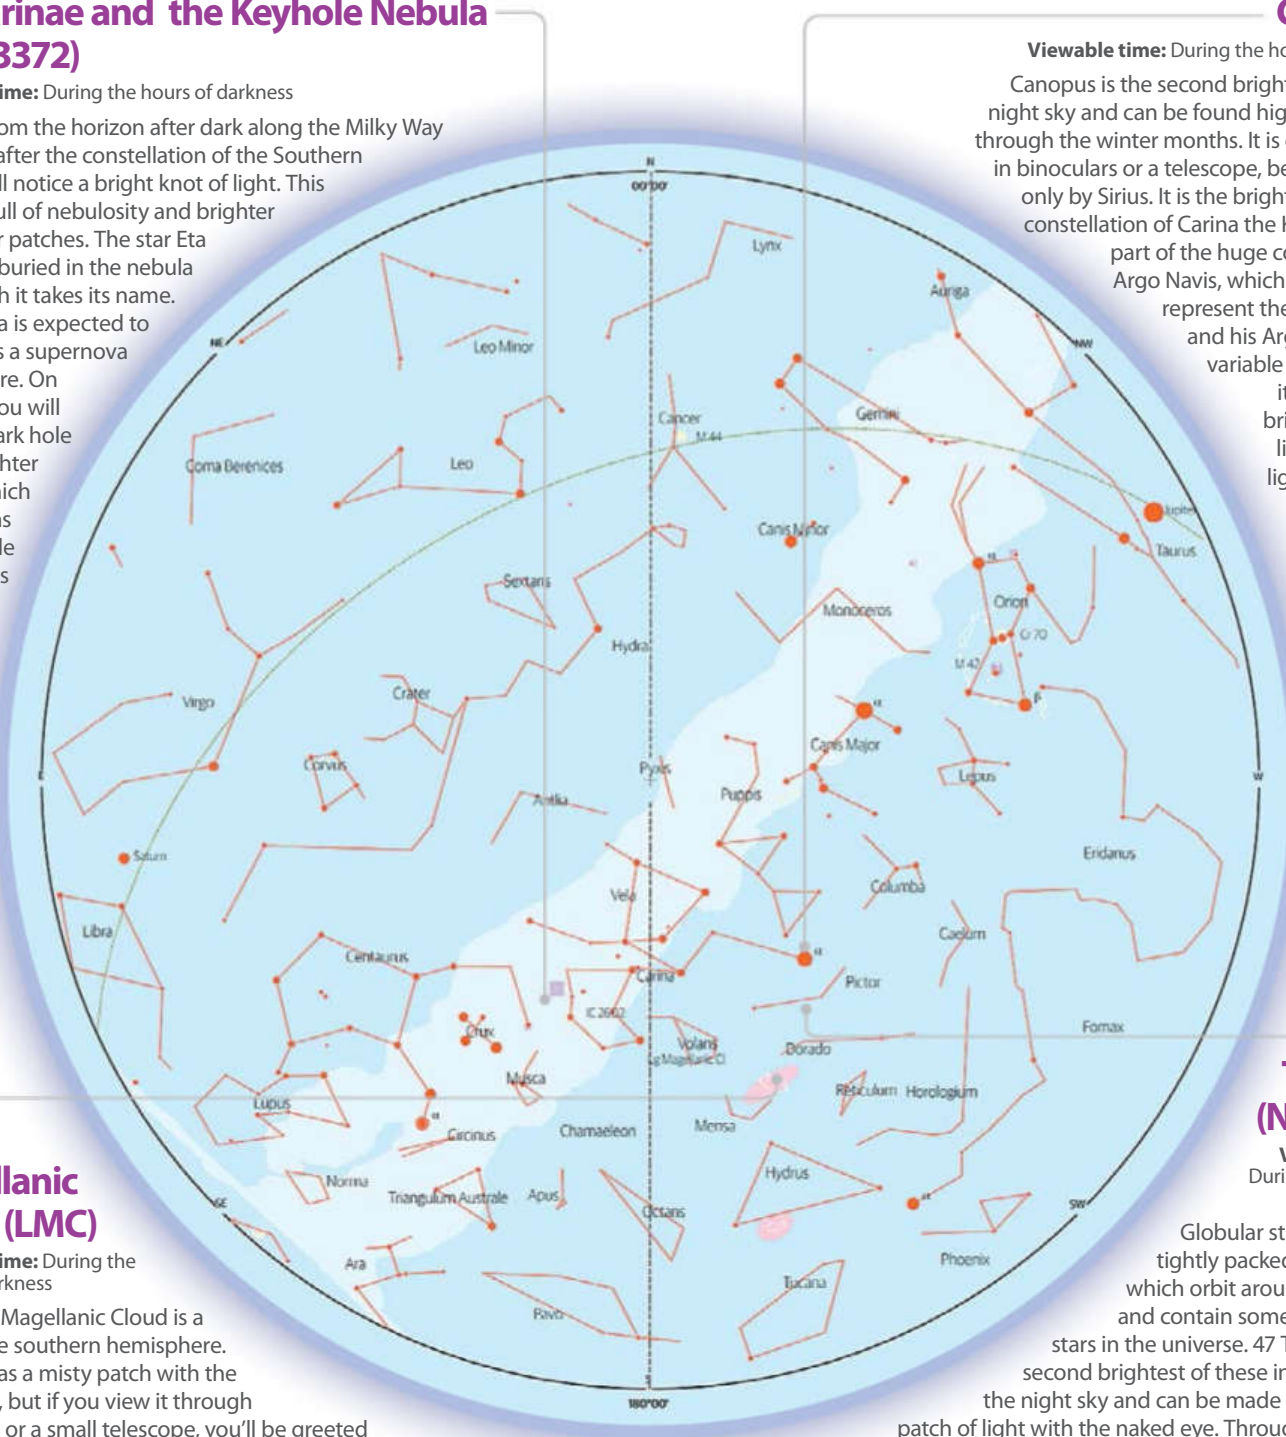 rinae and the Keyhole Nebula
3372)
ime: During the hours of darkness
om the horizon after dark along the Milky Way
after the constellation of the Southern
ll notice a bright knot of light. This
ull of nebulosity and brighter
r patches. The star Eta
buried in the nebula
h it takes its name.
a is expected to
s a supernova
re. On
ou will
ark hole
hter
hich
ns
le
s
Viewable time: During the ho
Canopus is the second bright
night sky and can be found hig
through the winter months. It is
in binoculars or a telescope, be
only by Sirius. It is the bright
constellation of Carina the
part of the huge co
Argo Navis, which
represent the
and his Arg
variable
it
bri
li
lig
N
00°00'
Lynx
Auriga
NE
Leo Minor
NW
Cancer
M 44
Gemini
Coma Berenices
Leo
Jupiter
Canis Minor
Taurus
α
Sextans
Orion
Monoceros
Cr 70
Hydra
M 42
Crater
Virgo
α
β
Canis Major
Corvus
Pyxis
Lepus
E
W
Puppis
Antlia
Saturn
Eridanus
Vela
Columba
Libra
Caelum
Centaurus
α
Carina
Pictor
IC 2602
Crux
Fornax
Volans
Dorado
Lg Magellanic Cl
Musca
Reticulum
Horologium
Lupus
α
Mensa
Circinus
Chamaeleon
Hydrus
Norma
Triangulum Australe
Apus
α
SE
SW
Octans
Phoenix
Ara
Tucana
Pavo
S
180°00'
llanic
(LMC)
ime: During the
rkness
Magellanic Cloud is a
e southern hemisphere.
as a misty patch with the
, but if you view it through
or a small telescope, you'll be greeted
(N
Duri
Globular st
tightly packed
which orbit arou
and contain some
stars in the universe. 47 T
second brightest of these in
the night sky and can be made
patch of light with the naked eye. Throug